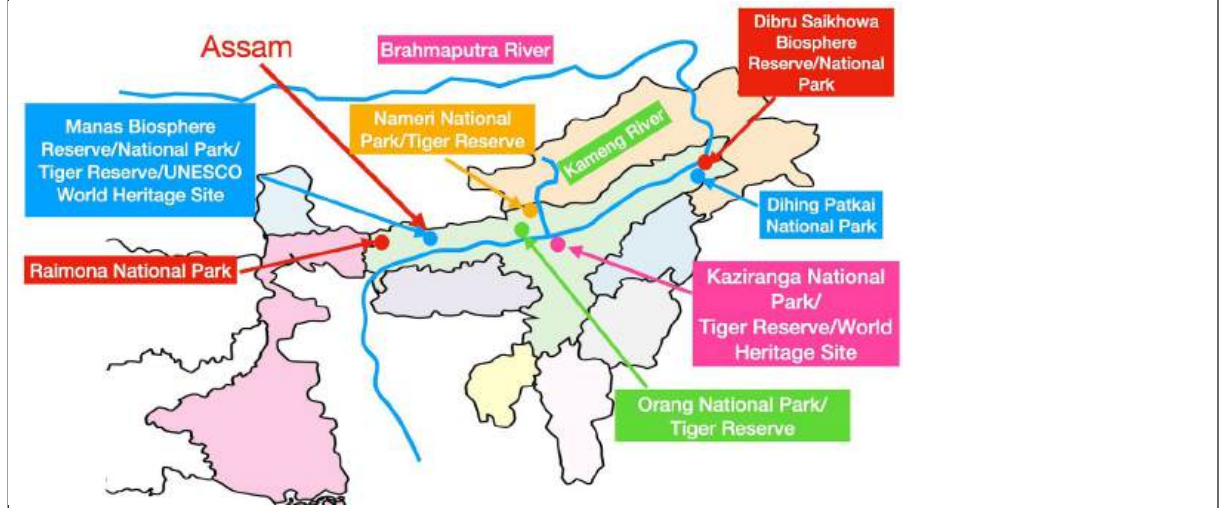 Assam
Brahmaputra River
Dibru Saikhowa
Biosphere
Reserve/National
Park
Manas Biosphere
Reserve/National Park/
Tiger Reserve/UNESCO
World Heritage Site
Nameri National
Park/Tiger Reserve
Kameng River
Dihing Patkai
National Park
Raimona National Park
Kaziranga National
Park/
Tiger Reserve/World
Heritage Site
Orang National Park/
Tiger Reserve